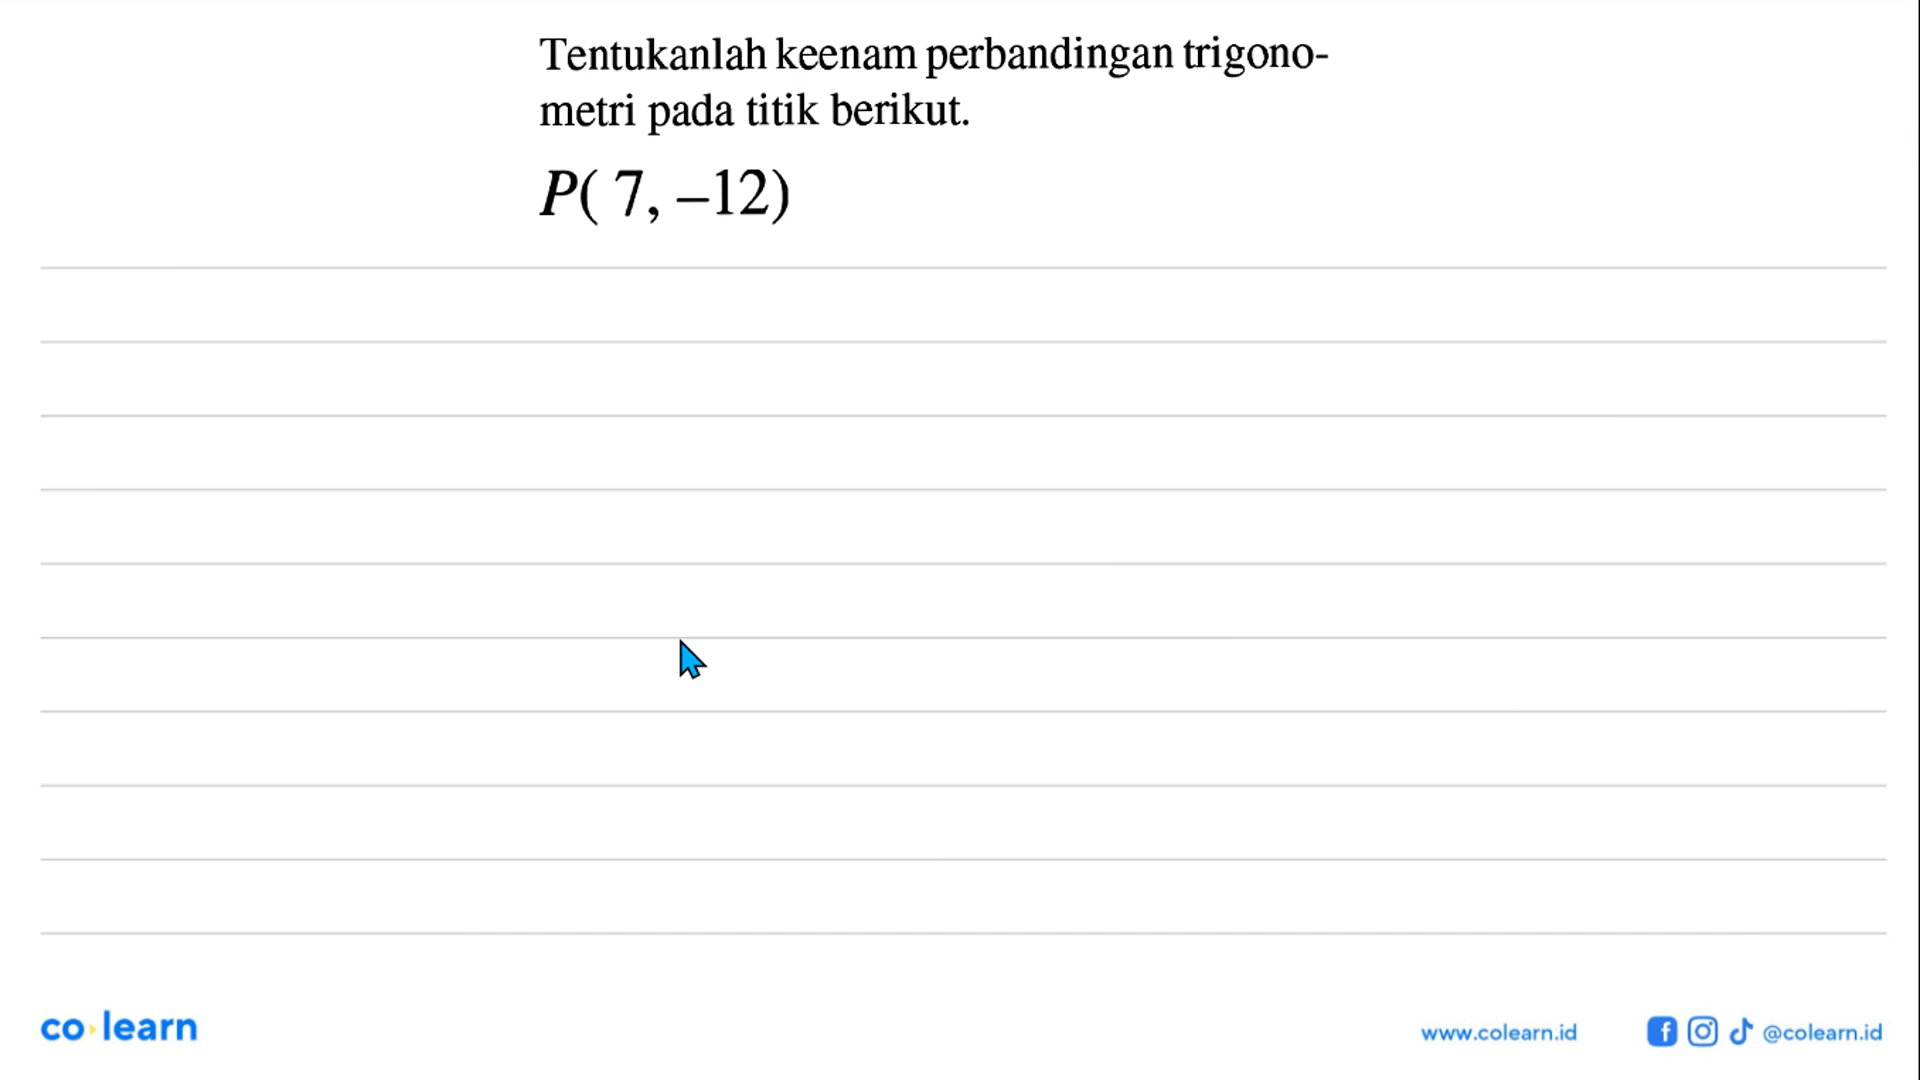 Tentukanlah keenam perbandingan trigono-
metri pada titik berikut.
P( 7, –12)
co learn
www.colearn.id @colearn.id